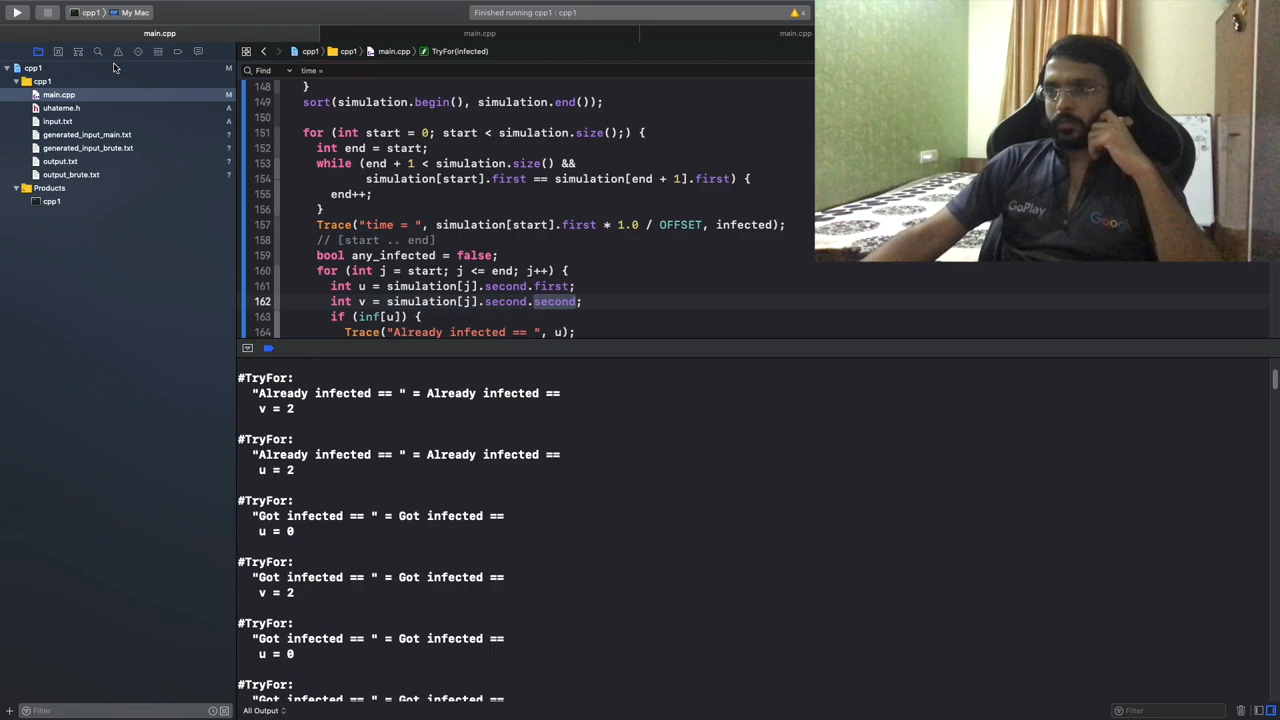 cpp1 〉 My Mac
Finished running cpp1 : cpp1
4
main.cpp
main.cpp
main.cpp
cpp1 〉 cpp1 〉 main.cpp 〉 TryFor(infected)
cpp1 M
cpp1
main.cpp M
uhateme.h A
input.txt A
generated_input_main.txt ?
generated_input_brute.txt ?
output.txt ?
output_brute.txt ?
Products
cpp1
Find time =
148 }
149 sort(simulation.begin(), simulation.end());
150
151 for (int start = 0; start < simulation.size();) {
152 int end = start;
153 while (end + 1 < simulation.size() &&
154 simulation[start].first == simulation[end + 1].first) {
155 end++;
156 }
157 Trace("time = ", simulation[start].first * 1.0 / OFFSET, infected);
158 // [start .. end]
159 bool any_infected = false;
160 for (int j = start; j <= end; j++) {
161 int u = simulation[j].second.first;
162 int v = simulation[j].second.second;
163 if (inf[u]) {
164 Trace("Already infected == ", u);
#TryFor:
"Already infected == " = Already infected ==
v = 2
#TryFor:
"Already infected == " = Already infected ==
u = 2
#TryFor:
"Got infected == " = Got infected ==
u = 0
#TryFor:
"Got infected == " = Got infected ==
v = 2
#TryFor:
"Got infected == " = Got infected ==
u = 0
#TryFor:
"Got infected == " = Got infected ==
Filter
All Output
Filter
GoPlay
Google